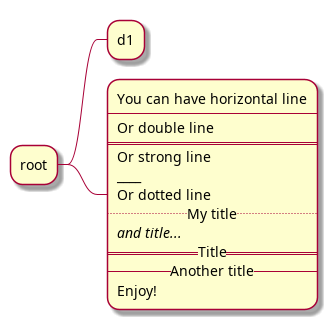 d1
You can have horizontal line
Or double line
Or strong line
____
Or dotted line
My title
and title...
Title
Another title
Enjoy!
root